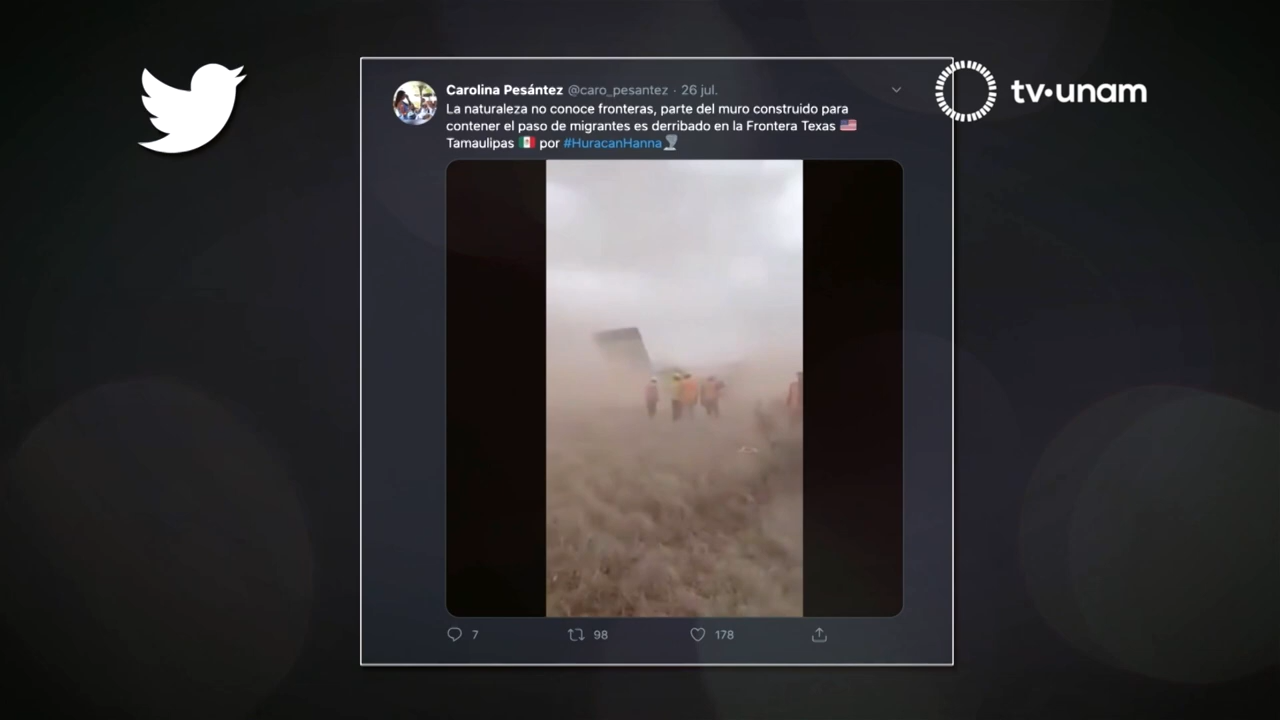 Carolina Pesántez @caro_pesantez · 26 jul.
La naturaleza no conoce fronteras, parte del muro construido para
contener el paso de migrantes es derribado en la Frontera Texas 🇺🇸
Tamaulipas 🇲🇽 por #HuracanHanna🌪
7 98 178
tv·unam